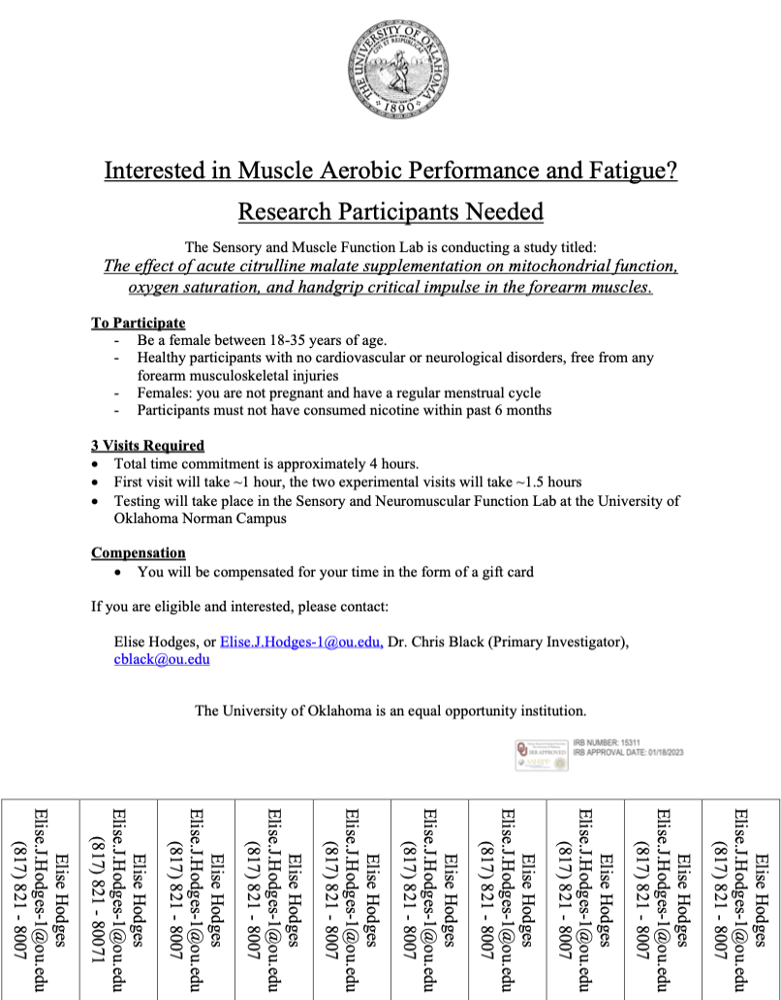 THE UNIVERSITY OF OKLAHOMA
CIVI ET REIPUBLICAE
1890
Interested in Muscle Aerobic Performance and Fatigue?
Research Participants Needed
The Sensory and Muscle Function Lab is conducting a study titled:
The effect of acute citrulline malate supplementation on mitochondrial function,
oxygen saturation, and handgrip critical impulse in the forearm muscles.
To Participate
- Be a female between 18-35 years of age.
- Healthy participants with no cardiovascular or neurological disorders, free from any
forearm musculoskeletal injuries
- Females: you are not pregnant and have a regular menstrual cycle
- Participants must not have consumed nicotine within past 6 months
3 Visits Required
• Total time commitment is approximately 4 hours.
• First visit will take ~1 hour, the two experimental visits will take ~1.5 hours
• Testing will take place in the Sensory and Neuromuscular Function Lab at the University of
Oklahoma Norman Campus
Compensation
• You will be compensated for your time in the form of a gift card
If you are eligible and interested, please contact:
Elise Hodges, or Elise.J.Hodges-1@ou.edu, Dr. Chris Black (Primary Investigator),
cblack@ou.edu
The University of Oklahoma is an equal opportunity institution.
IRB APPROVED
IRB NUMBER: 15311
IRB APPROVAL DATE: 01/18/2023
Elise Hodges
Elise.J.Hodges-1@ou.edu
(817) 821 - 8007
Elise Hodges
Elise.J.Hodges-1@ou.edu
(817) 821 - 80071
Elise Hodges
Elise.J.Hodges-1@ou.edu
(817) 821 - 8007
Elise Hodges
Elise.J.Hodges-1@ou.edu
(817) 821 - 8007
Elise Hodges
Elise.J.Hodges-1@ou.edu
(817) 821 - 8007
Elise Hodges
Elise.J.Hodges-1@ou.edu
(817) 821 - 8007
Elise Hodges
Elise.J.Hodges-1@ou.edu
(817) 821 - 8007
Elise Hodges
Elise.J.Hodges-1@ou.edu
(817) 821 - 8007
Elise Hodges
Elise.J.Hodges-1@ou.edu
(817) 821 - 8007
Elise Hodges
Elise.J.Hodges-1@ou.edu
(817) 821 - 8007